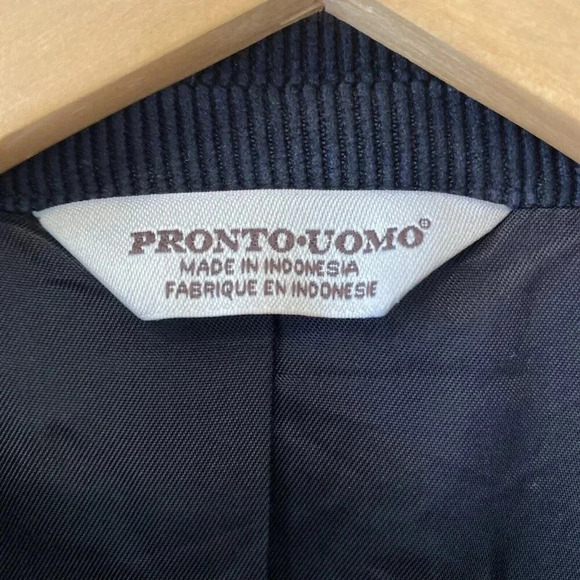 PRONTO•UOMO®
MADE IN INDONESIA
FABRIQUE EN INDONESIE